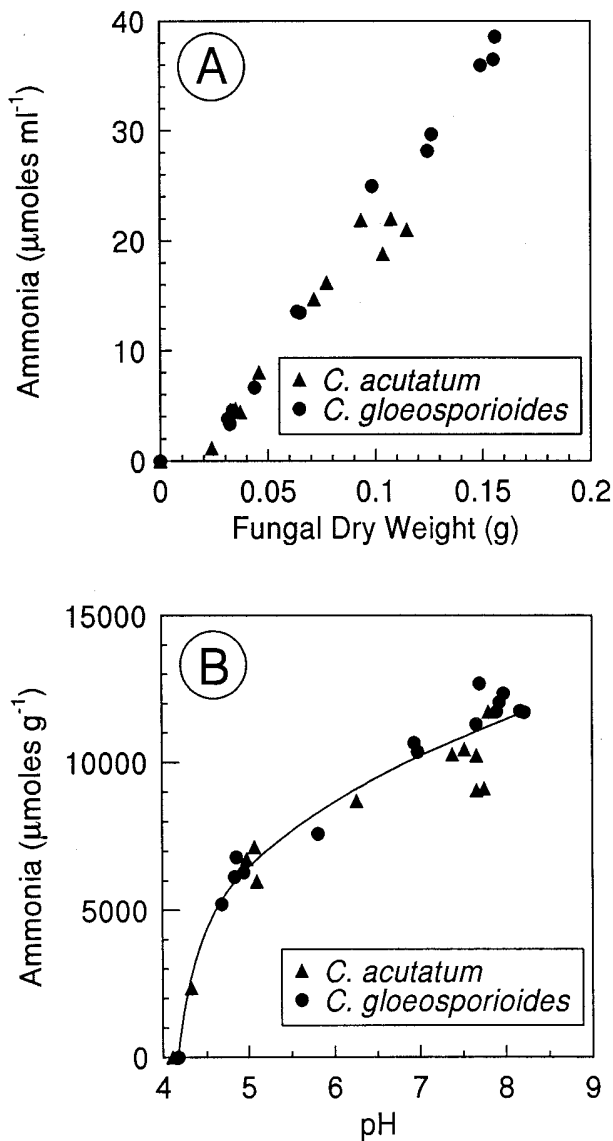 A
Ammonia (μmoles ml⁻¹)
40
30
20
10
0
C. acutatum
C. gloeosporioides
0 0.05 0.1 0.15 0.2
Fungal Dry Weight (g)
B
Ammonia (μmoles g⁻¹)
15000
10000
5000
0
C. acutatum
C. gloeosporioides
4 5 6 7 8 9
pH